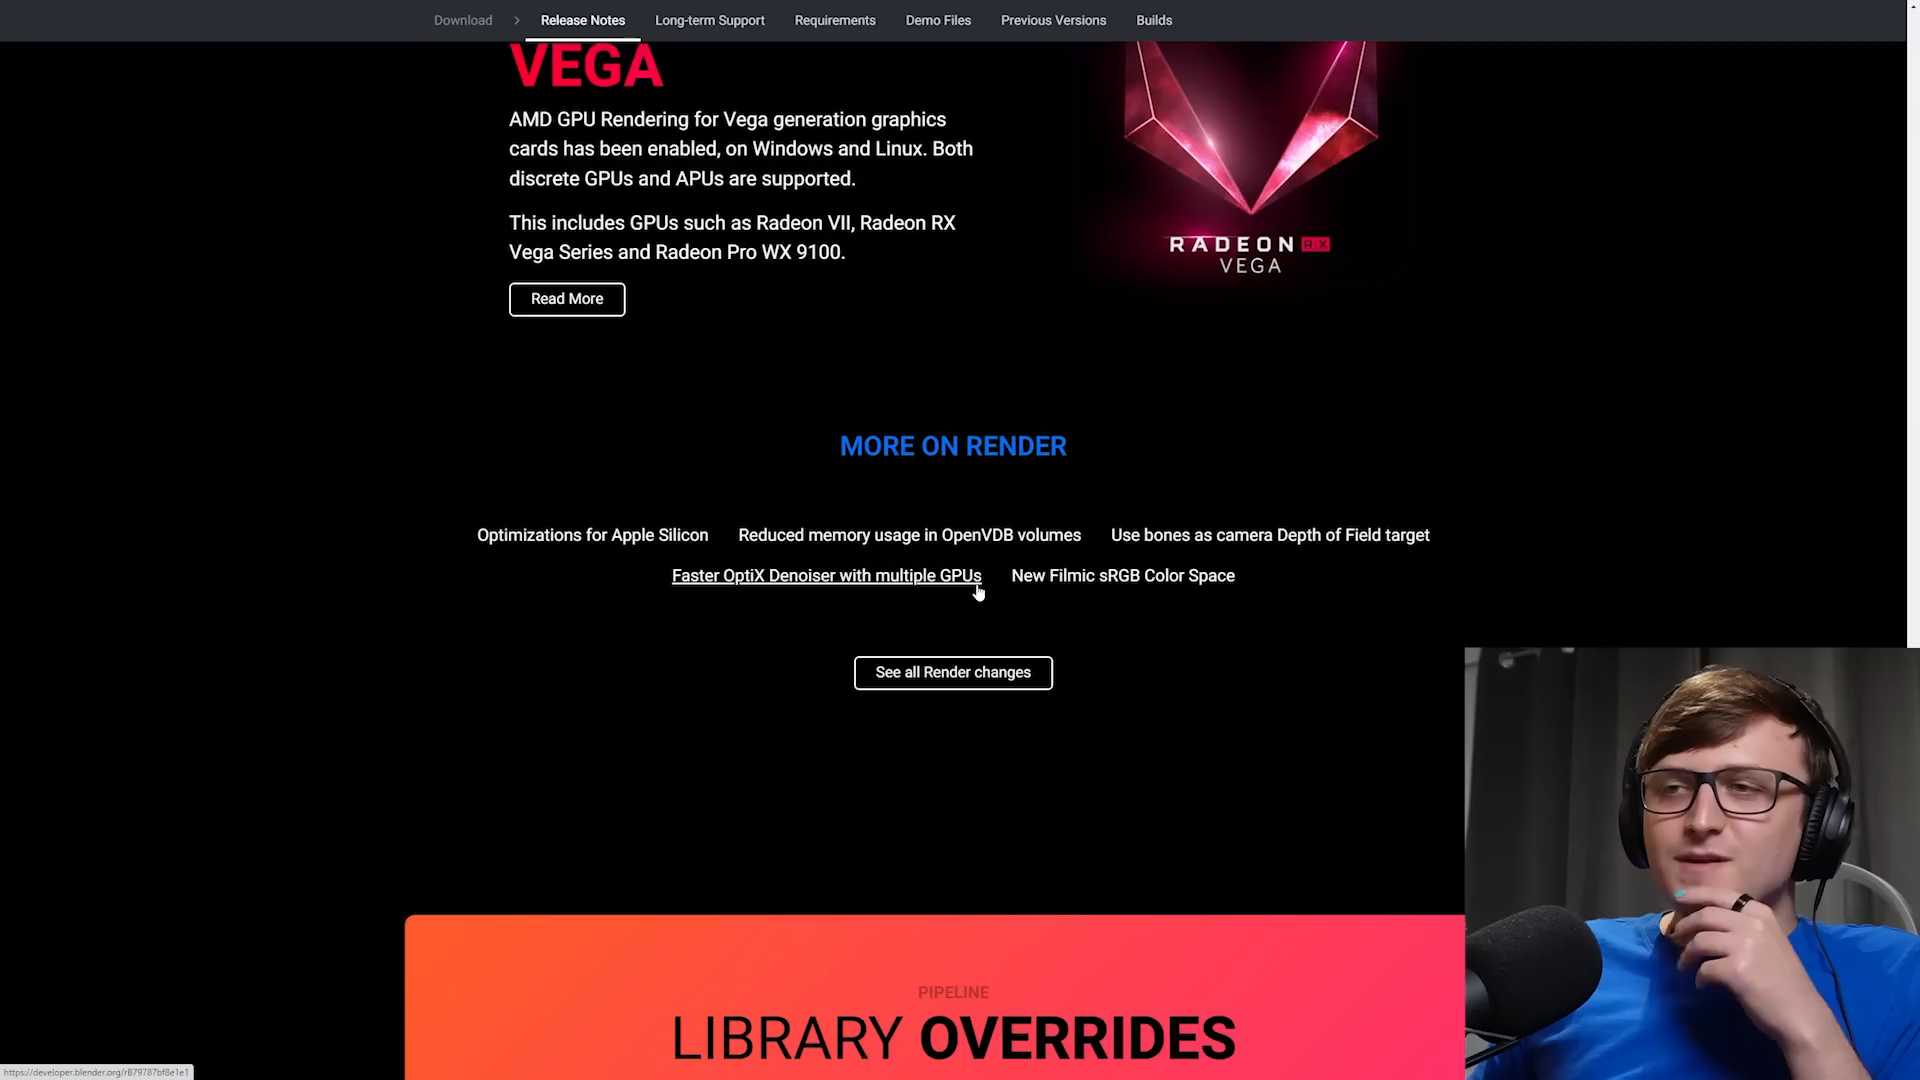 Download > Release Notes Long-term Support Requirements Demo Files Previous Versions Builds
VEGA
AMD GPU Rendering for Vega generation graphics
cards has been enabled, on Windows and Linux. Both
discrete GPUs and APUs are supported.
This includes GPUs such as Radeon VII, Radeon RX
Vega Series and Radeon Pro WX 9100.
Read More
RADEON RX
VEGA
MORE ON RENDER
Optimizations for Apple Silicon Reduced memory usage in OpenVDB volumes Use bones as camera Depth of Field target
Faster OptiX Denoiser with multiple GPUs New Filmic sRGB Color Space
See all Render changes
PIPELINE
LIBRARY OVERRIDES
https://developer.blender.org/rB79787bf8e1e1